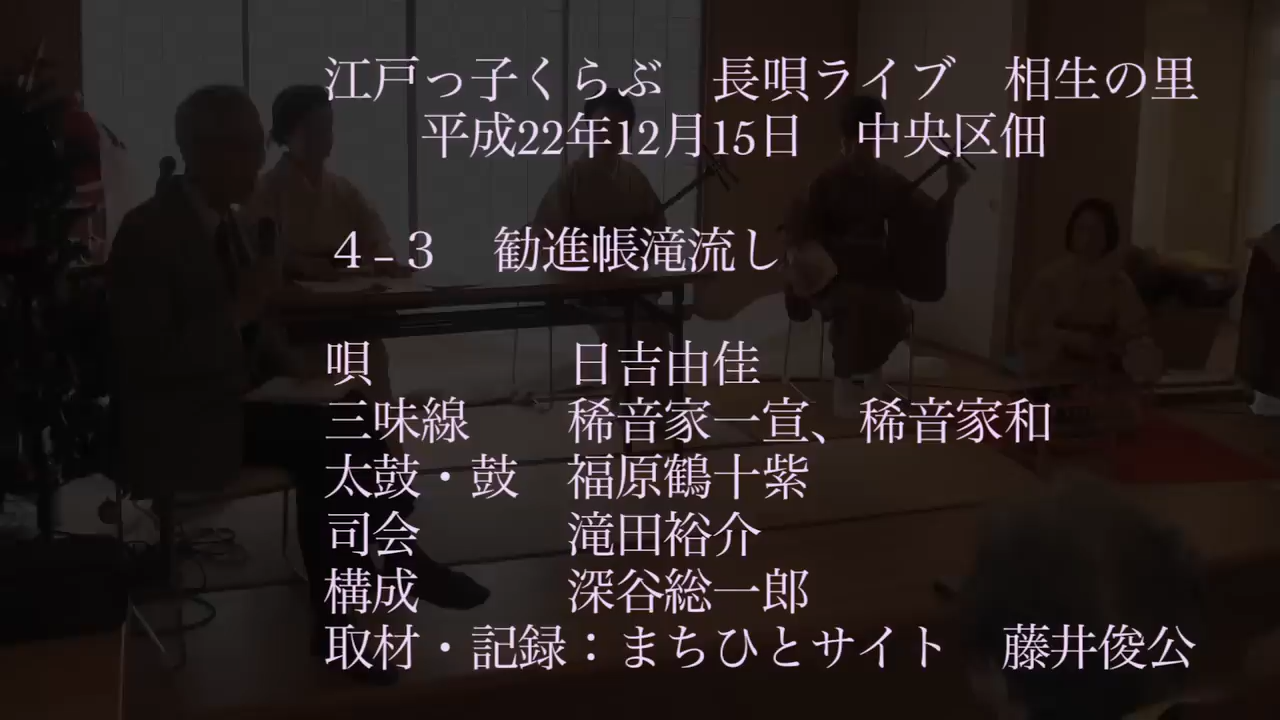 江戸っ子くらぶ　長唄ライブ　相生の里
平成22年12月15日　中央区佃
４−３　勧進帳滝流し
唄　日吉由佳
三味線　稀音家一宣、稀音家和
太鼓・鼓　福原鶴十紫
司会　滝田裕介
構成　深谷総一郎
取材・記録：まちひとサイト　藤井俊公